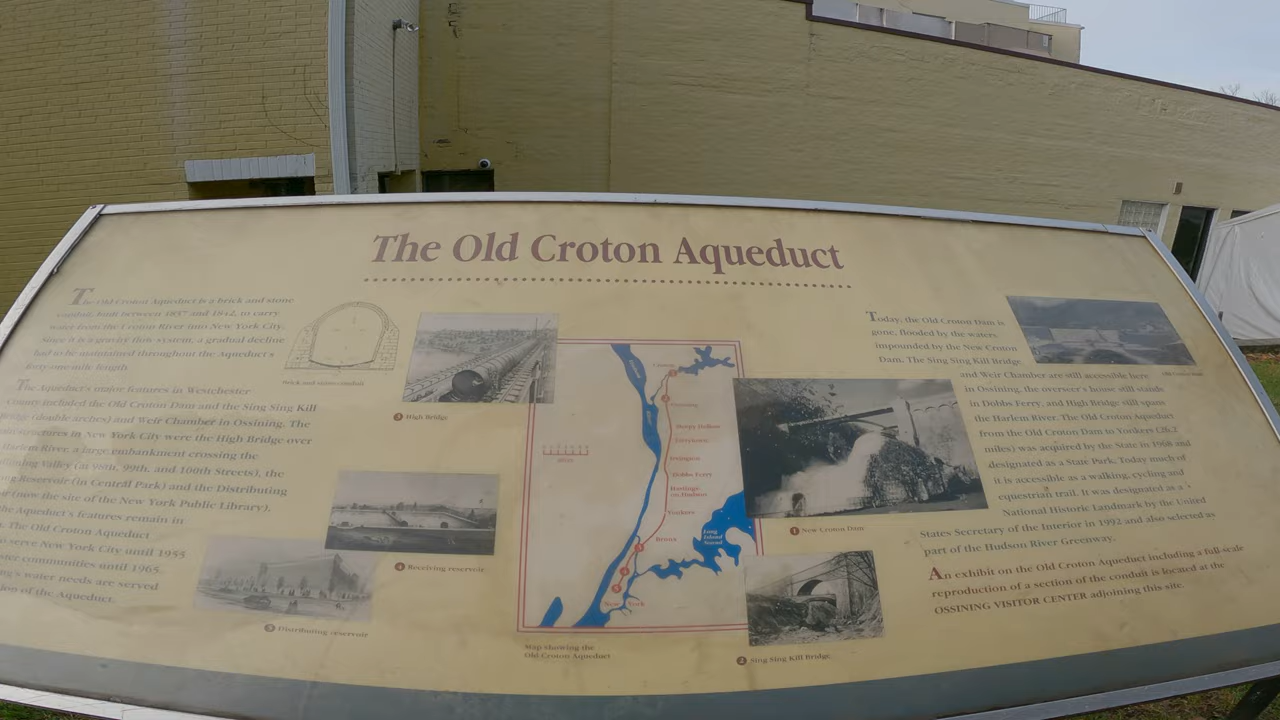 The Old Croton Aqueduct
The Old Croton Aqueduct is a brick and stone
conduit, built between 1837 and 1842, to carry
water from the Croton River into New York City.
Since it is a gravity flow system, a gradual decline
had to be maintained throughout the Aqueduct's
forty-one mile length.
The Aqueduct's major features in Westchester
County included the Old Croton Dam and the Sing Sing Kill
Bridge (double arches) and Weir Chamber in Ossining. The
structures in New York City were the High Bridge over
Harlem River, a large embankment crossing the
Valley (at 98th, 99th, and 100th Streets), the
Reservoir (in Central Park) and the Distributing
(now the site of the New York Public Library).
the Aqueduct's features remain in
The Old Croton Aqueduct
serve New York City until 1955
communities until 1965.
water needs are served
of the Aqueduct.
Brick and stone conduit
3 High Bridge
4 Receiving reservoir
5 Distributing reservoir
Croton
Ossining
Sleepy Hollow
Tarrytown
Irvington
Dobbs Ferry
Hastings-
On-Hudson
Yonkers
Bronx
Long
Island
Sound
New York
Map showing the
Old Croton Aqueduct
1 New Croton Dam
2 Sing Sing Kill Bridge
Today, the Old Croton Dam is
gone, flooded by the waters
impounded by the New Croton
Dam. The Sing Sing Kill Bridge
and Weir Chamber are still accessible here
in Ossining, the overseer's house still stands
in Dobbs Ferry, and High Bridge still spans
the Harlem River. The Old Croton Aqueduct
from the Old Croton Dam to Yonkers (26.2
miles) was acquired by the State in 1968 and
designated as a State Park. Today much of
it is accessible as a walking, cycling and
equestrian trail. It was designated as a
National Historic Landmark by the United
States Secretary of the Interior in 1992 and also selected as
part of the Hudson River Greenway.
An exhibit on the Old Croton Aqueduct including a full-scale
reproduction of a section of the conduit is located at the
OSSINING VISITOR CENTER adjoining this site.